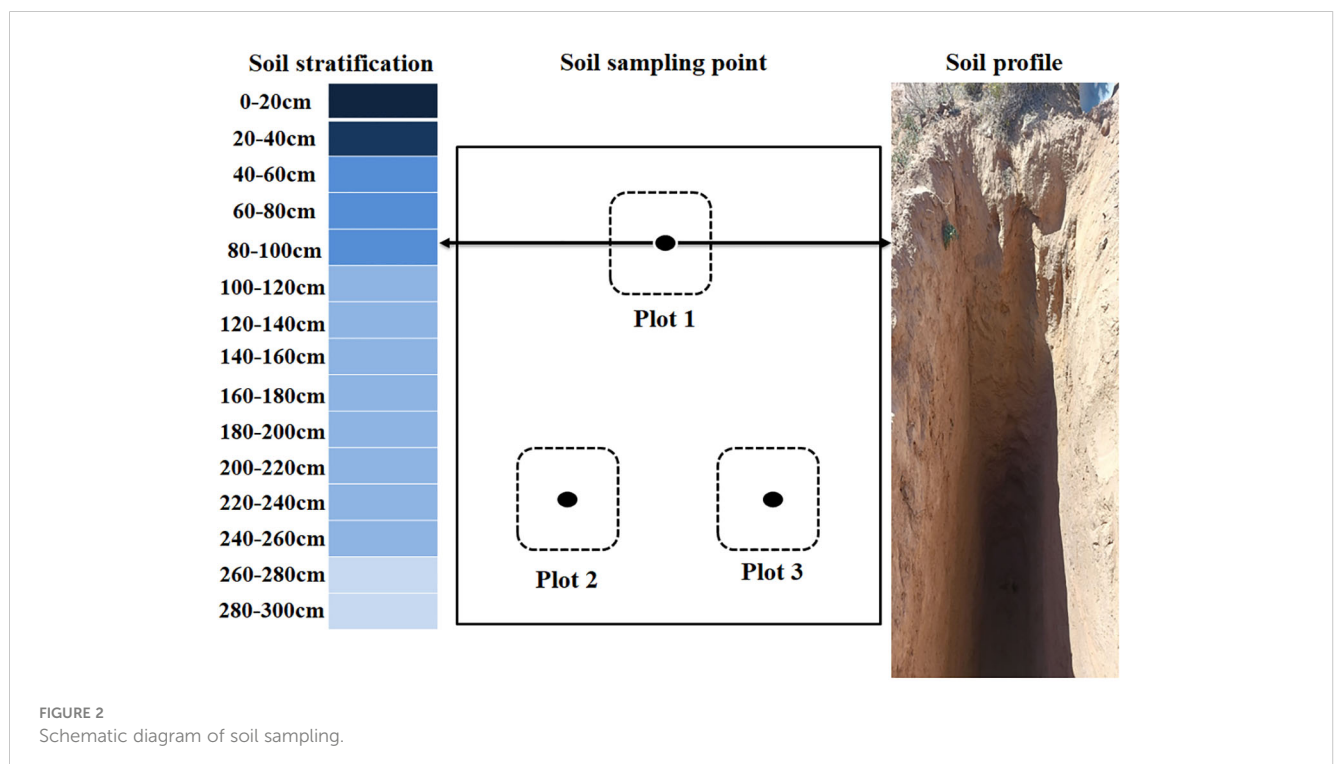 Soil stratification
Soil sampling point
Soil profile
0-20cm
20-40cm
40-60cm
60-80cm
80-100cm
100-120cm
120-140cm
140-160cm
160-180cm
180-200cm
200-220cm
220-240cm
240-260cm
260-280cm
280-300cm
Plot 1
Plot 2
Plot 3
FIGURE 2
Schematic diagram of soil sampling.